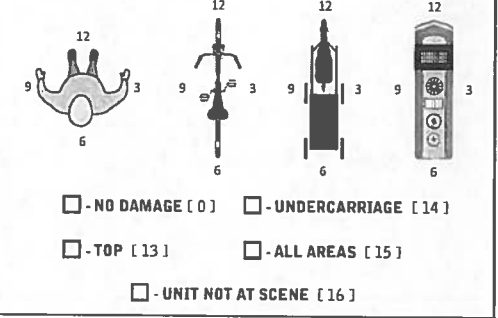 12 12 12 12
9 3 9 3 9 3 9 3
6 6 6 6
☐ - NO DAMAGE [ 0 ] ☐ - UNDERCARRIAGE [ 14 ]
☐ - TOP [ 13 ] ☐ - ALL AREAS [ 15 ]
☐ - UNIT NOT AT SCENE [ 16 ]